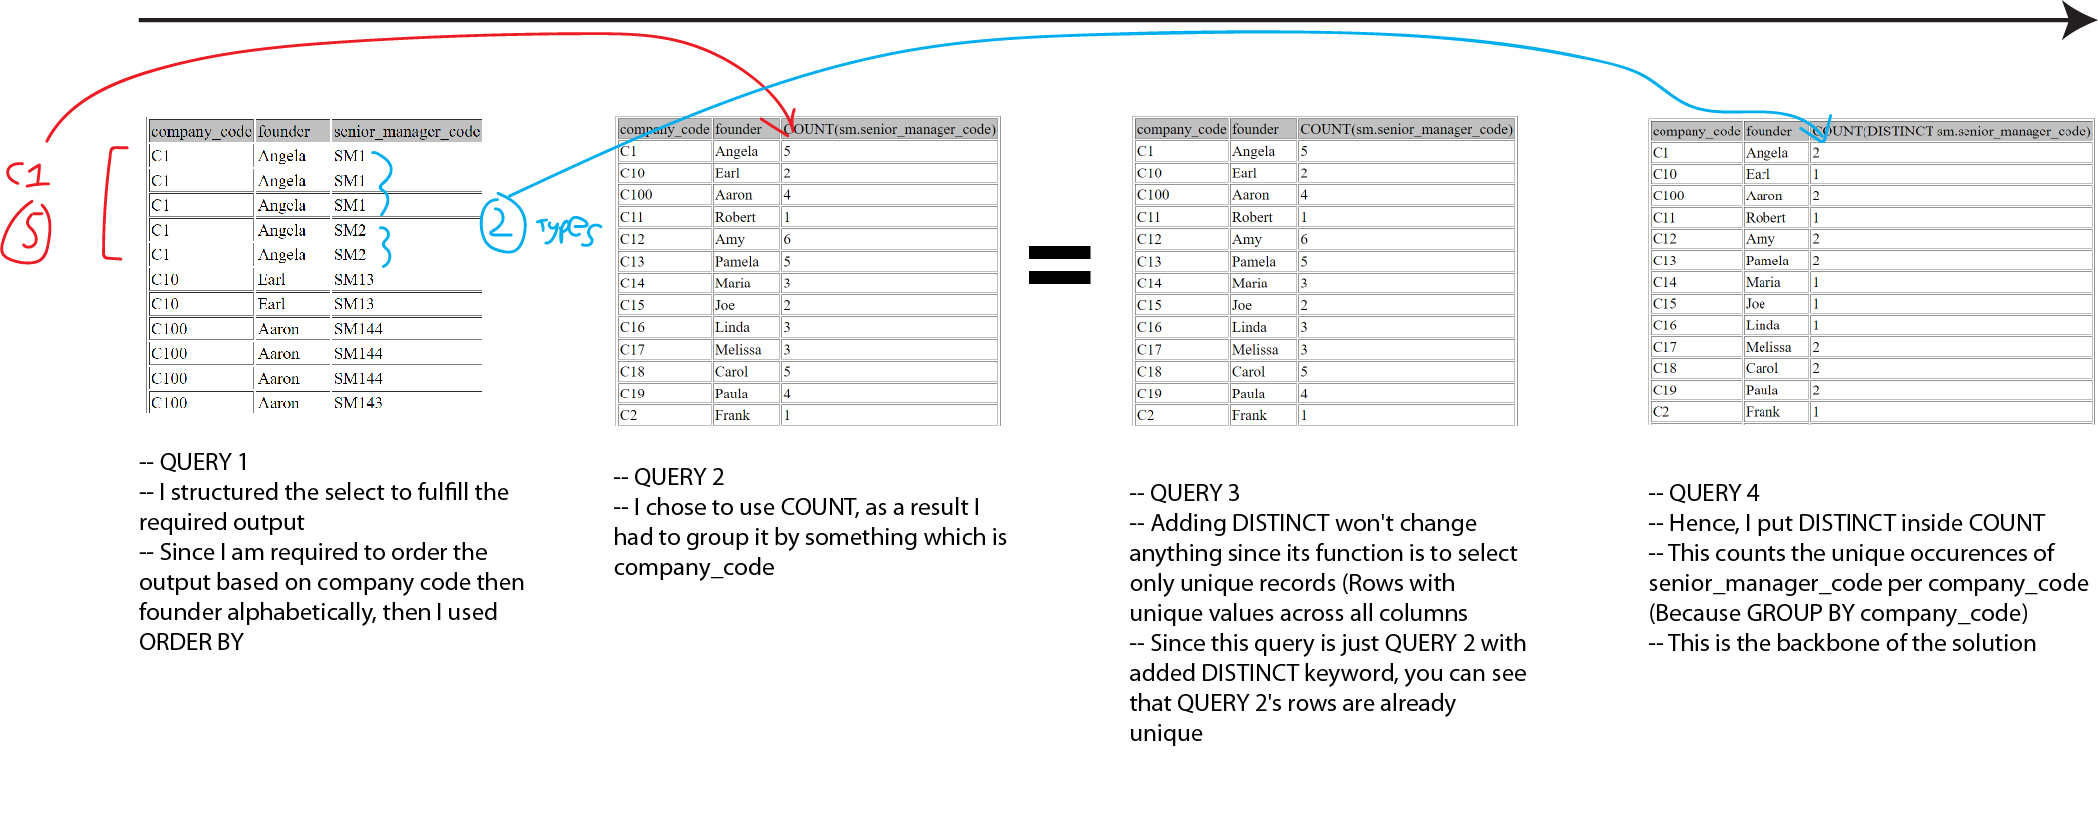 company_code founder senior_manager_code
C1 Angela SM1
C1 Angela SM1
C1 Angela SM1
C1 Angela SM2
C1 Angela SM2
C10 Earl SM13
C10 Earl SM13
C100 Aaron SM144
C100 Aaron SM144
C100 Aaron SM144
C100 Aaron SM143
C1
5
2 TYPES
-- QUERY 1
-- I structured the select to fulfill the
required output
-- Since I am required to order the
output based on company code then
founder alphabetically, then I used
ORDER BY
company_code founder COUNT(sm.senior_manager_code)
C1 Angela 5
C10 Earl 2
C100 Aaron 4
C11 Robert 1
C12 Amy 6
C13 Pamela 5
C14 Maria 3
C15 Joe 2
C16 Linda 3
C17 Melissa 3
C18 Carol 5
C19 Paula 4
C2 Frank 1
-- QUERY 2
-- I chose to use COUNT, as a result I
had to group it by something which is
company_code
=
company_code founder COUNT(sm.senior_manager_code)
C1 Angela 5
C10 Earl 2
C100 Aaron 4
C11 Robert 1
C12 Amy 6
C13 Pamela 5
C14 Maria 3
C15 Joe 2
C16 Linda 3
C17 Melissa 3
C18 Carol 5
C19 Paula 4
C2 Frank 1
-- QUERY 3
-- Adding DISTINCT won't change
anything since its function is to select
only unique records (Rows with
unique values across all columns
-- Since this query is just QUERY 2 with
added DISTINCT keyword, you can see
that QUERY 2's rows are already
unique
company_code founder COUNT(DISTINCT sm.senior_manager_code)
C1 Angela 2
C10 Earl 1
C100 Aaron 2
C11 Robert 1
C12 Amy 2
C13 Pamela 2
C14 Maria 1
C15 Joe 1
C16 Linda 1
C17 Melissa 2
C18 Carol 2
C19 Paula 2
C2 Frank 1
-- QUERY 4
-- Hence, I put DISTINCT inside COUNT
-- This counts the unique occurences of
senior_manager_code per company_code
(Because GROUP BY company_code)
-- This is the backbone of the solution